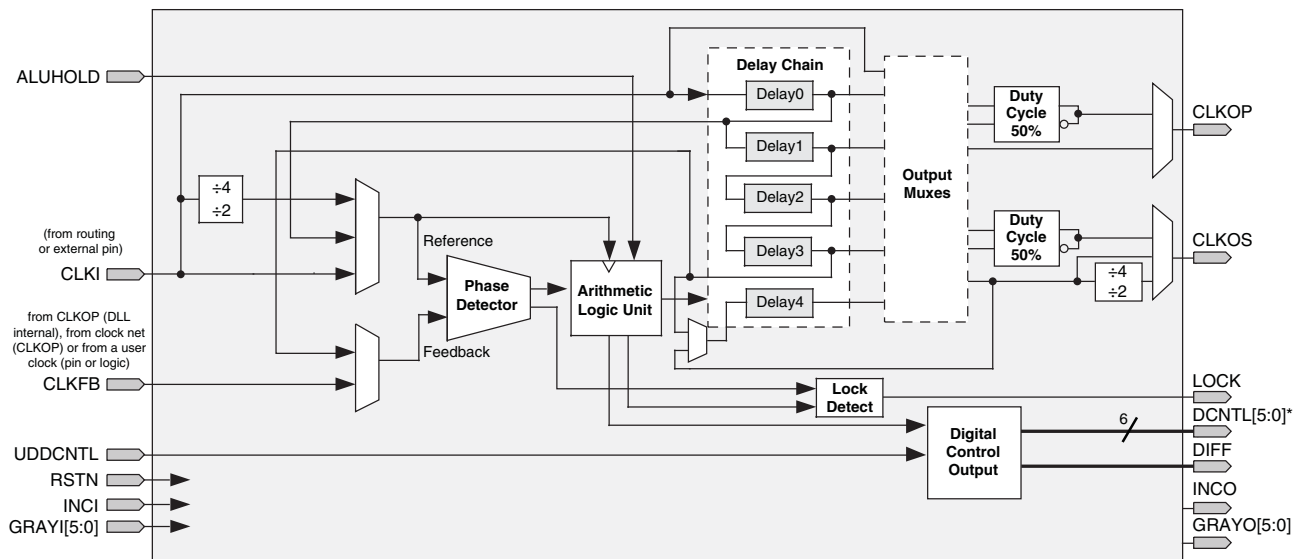 ALUHOLD
Delay Chain
Delay0
Delay1
Delay2
Delay3
Delay4
Output
Muxes
Duty
Cycle
50%
CLKOP
÷4
÷2
(from routing
or external pin)
CLKI
Reference
Phase
Detector
Arithmetic
Logic Unit
Duty
Cycle
50%
CLKOS
÷4
÷2
from CLKOP (DLL
internal), from clock net
(CLKOP) or from a user
clock (pin or logic)
CLKFB
Feedback
Lock
Detect
LOCK
DCNTL[5:0]*
6
Digital
Control
Output
DIFF
UDDCNTL
RSTN
INCI
GRAYI[5:0]
INCO
GRAYO[5:0]